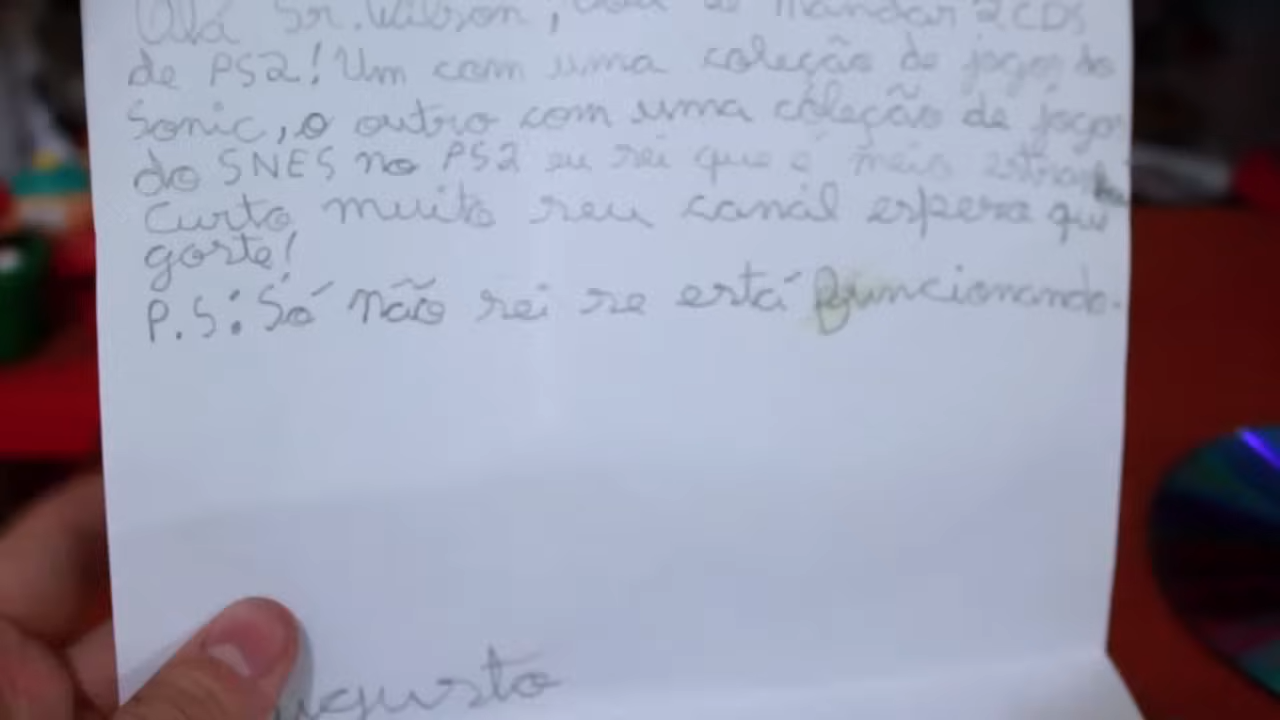 Olá Sr. Wilson, vou te mandar 2 CDs
de PS2! Um com uma coleção de jogos do
Sonic, o outro com uma coleção de jogos
do SNES no PS2 eu sei que é meio estranho
Curto muito seu canal espero que
goste!
P.S: Só não sei se está funcionando.
ugusto